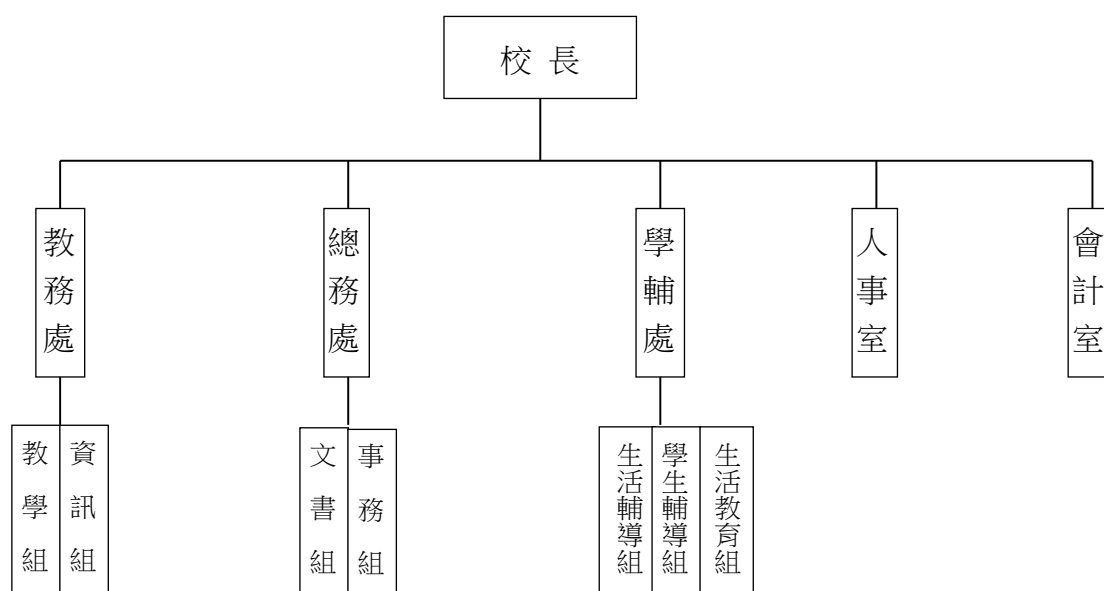 校 長
教務處
總務處
學輔處
人事室
會計室
教學組
資訊組
文書組
事務組
生活輔導組
學生輔導組
生活教育組